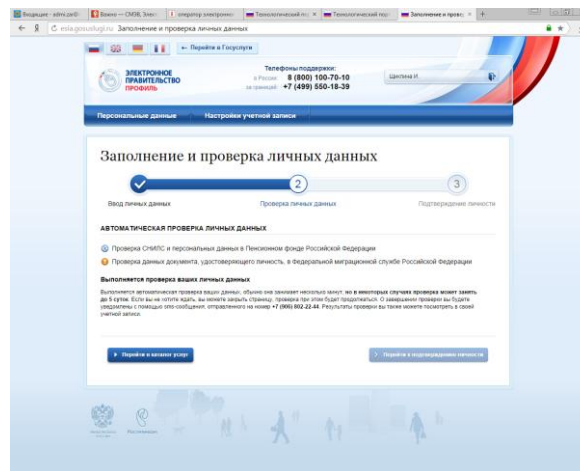 Входящие - adm
Вожно — СМЭВ, Элект
оператор электронно
Технологический по
Технологический пор
Заполнение и прове
esia.gosuslugi.ru Заполнение и проверка личных данных
← Перейти в Госуслуги
ЭЛЕКТРОННОЕ
ПРАВИТЕЛЬСТВО
ПРОФИЛЬ
Телефоны поддержки:
в России 8 (800) 100-70-10
за границей +7 (499) 550-18-39
Щеглина И.
Персональные данные
Настройки учетной записи
Заполнение и проверка личных данных
2
3
Ввод личных данных
Проверка личных данных
Подтверждение личности
АВТОМАТИЧЕСКАЯ ПРОВЕРКА ЛИЧНЫХ ДАННЫХ
Проверка СНИЛС и персональных данных в Пенсионном фонде Российской Федерации
Проверка данных документа, удостоверяющего личность, в Федеральной миграционной службе Российской Федерации
Выполняется проверка ваших личных данных
Выполняется автоматическая проверка ваших данных, обычно она занимает несколько минут, но в некоторых случаях проверка может занять
до 5 суток. Если вы не хотите ждать, вы можете закрыть страницу, проверка при этом будет продолжаться. О завершении проверки вы будете
уведомлены с помощью sms-сообщения, отправленного на номер +7 (906) 802-22-44. Результаты проверки вы также можете посмотреть в своей
учетной записи.
Перейти в каталог услуг
Перейти к подтверждению личности
Ростелеком